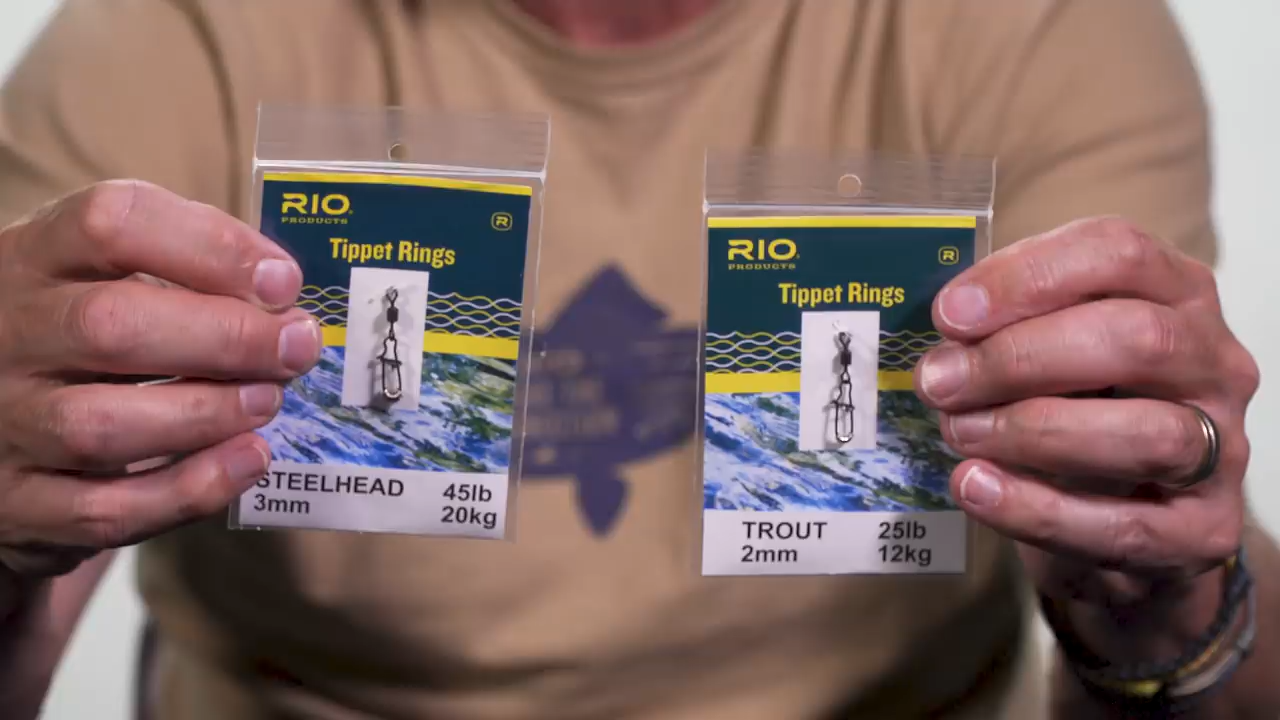 RIO
PRODUCTS
R
Tippet Rings
STEELHEAD 45lb
3mm 20kg
RIO
PRODUCTS
R
Tippet Rings
TROUT 25lb
2mm 12kg